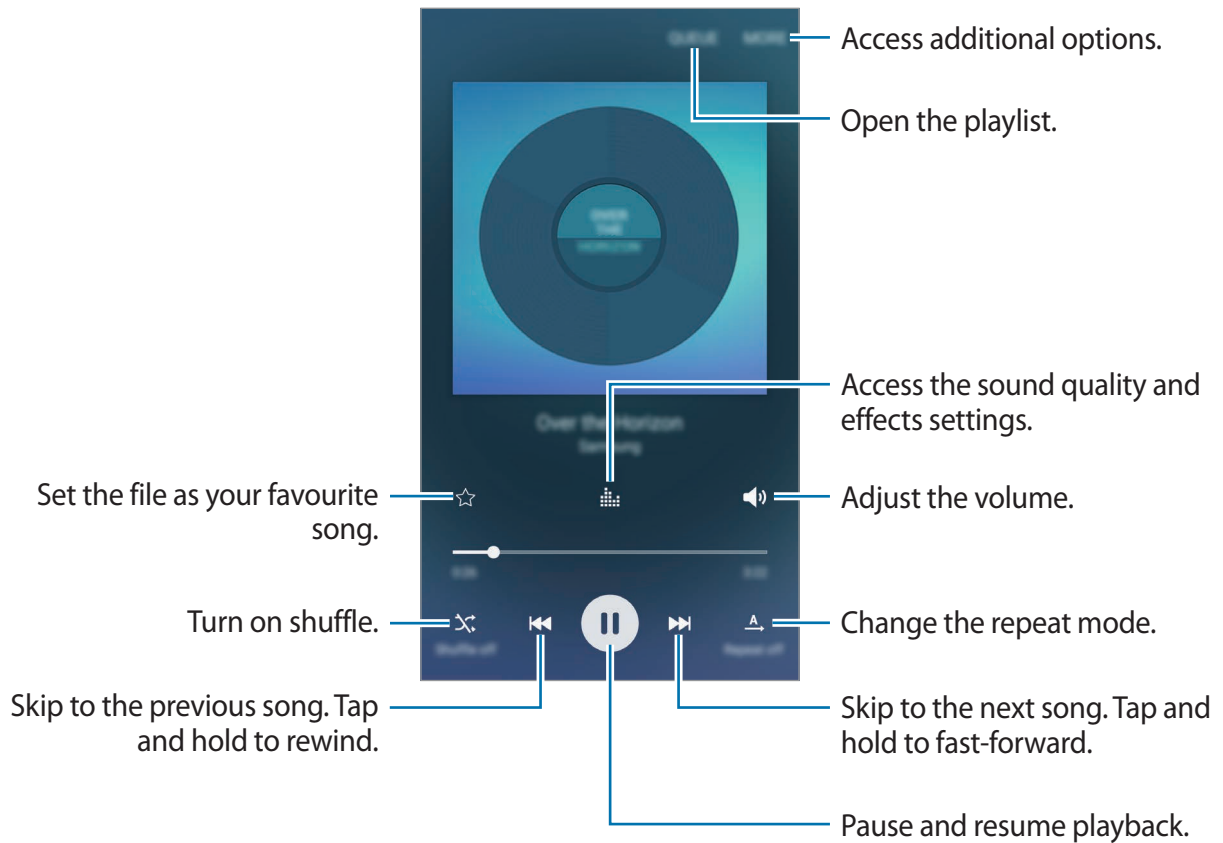 QUEUE MORE
Access additional options.
Open the playlist.
OVER
THE
HORIZON
Access the sound quality and
effects settings.
Over the Horizon
Samsung
Set the file as your favourite
song.
Adjust the volume.
Turn on shuffle.
A
Change the repeat mode.
Shuffle off
Repeat off
Skip to the previous song. Tap
and hold to rewind.
Skip to the next song. Tap and
hold to fast-forward.
Pause and resume playback.